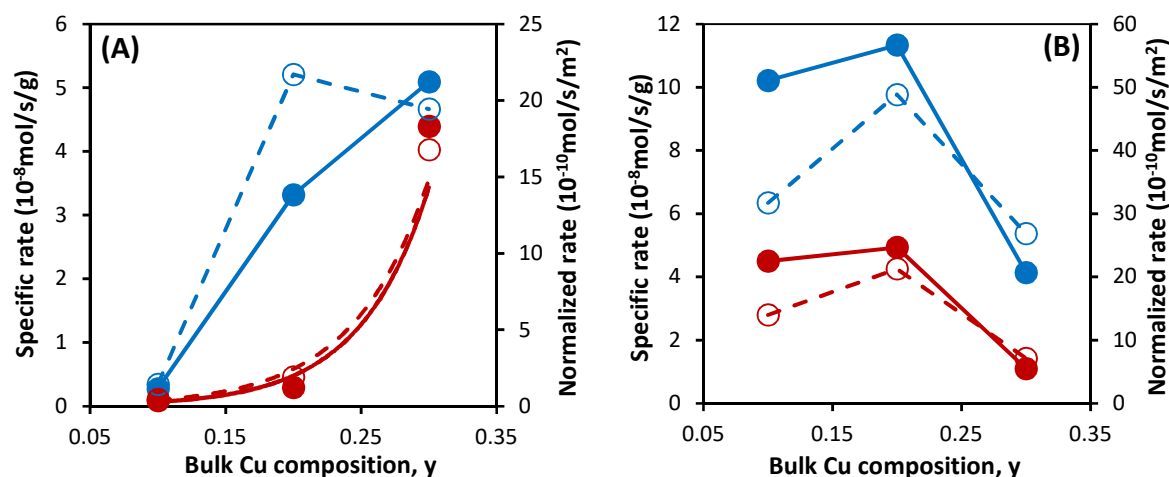 (A)
Specific rate (10⁻⁸mol/s/g)
6
5
4
3
2
1
0
25
20
15
10
5
0
Normalized rate (10⁻¹⁰mol/s/m²)
0.05 0.15 0.25 0.35
Bulk Cu composition, y
(B)
Specific rate (10⁻⁸mol/s/g)
12
10
8
6
4
2
0
60
50
40
30
20
10
0
Normalized rate (10⁻¹⁰mol/s/m²)
0.05 0.15 0.25 0.35
Bulk Cu composition, y